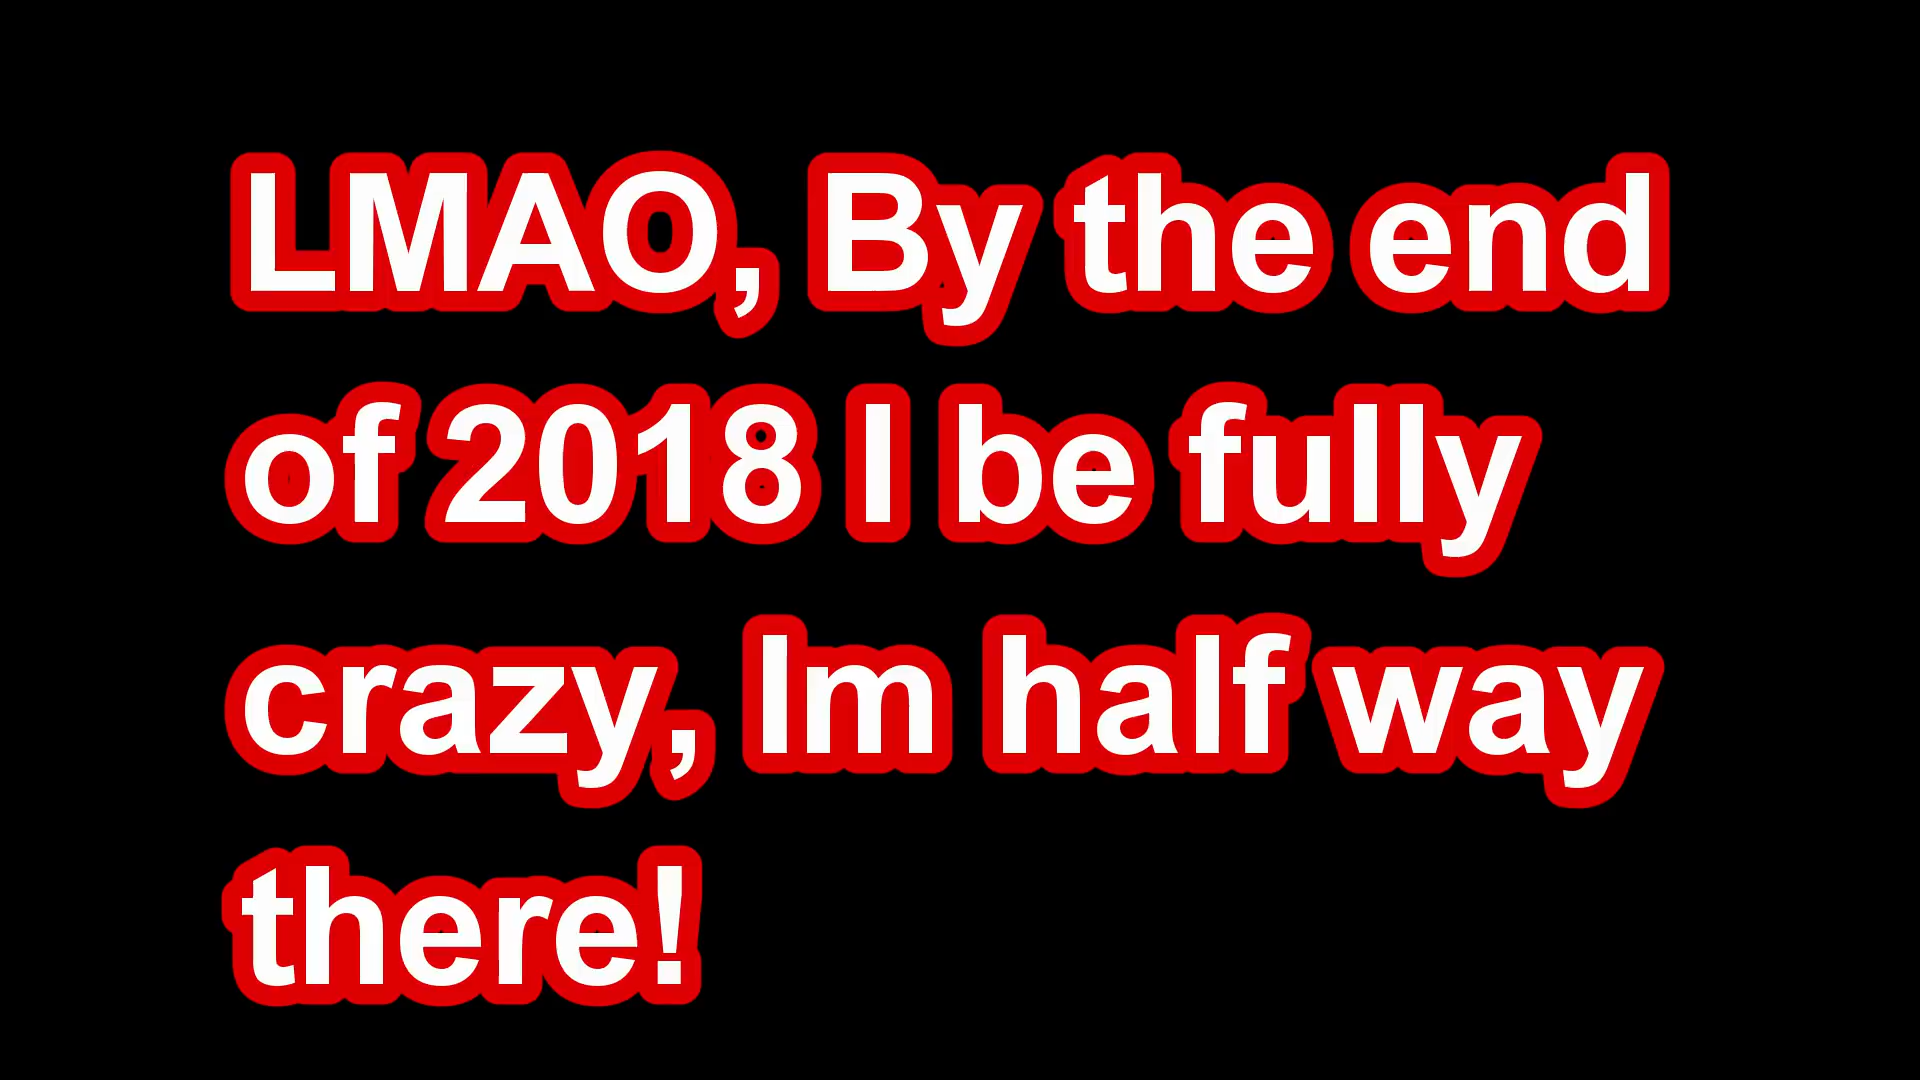 LMAO, By the end
of 2018 I be fully
crazy, Im half way
there!